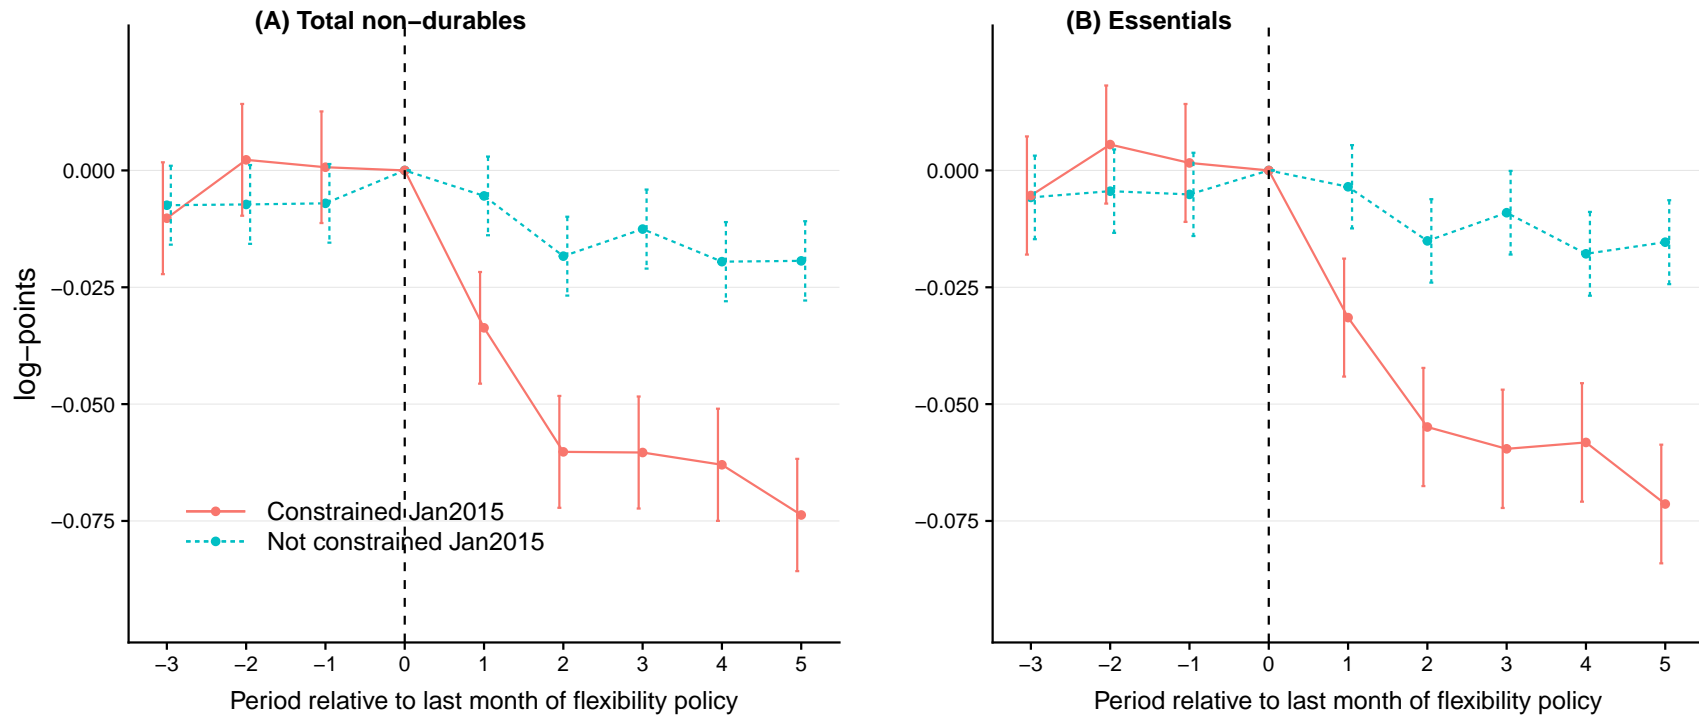 (A) Total non−durables
(B) Essentials
log−points
0.000
−0.025
−0.050
−0.075
Constrained Jan2015
Not constrained Jan2015
−3 −2 −1 0 1 2 3 4 5
Period relative to last month of flexibility policy
0.000
−0.025
−0.050
−0.075
−3 −2 −1 0 1 2 3 4 5
Period relative to last month of flexibility policy